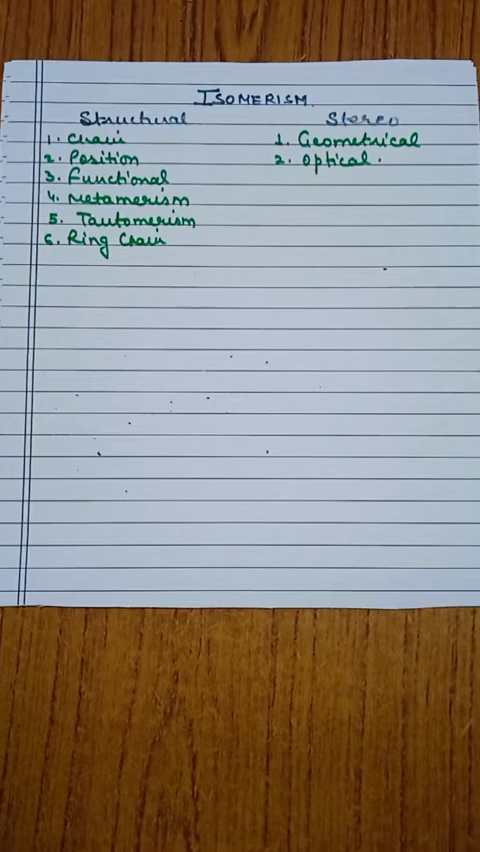 ISOMERISM.
Structural Stereo
1. Chain 1. Geometrical
2. Position 2. Optical.
3. Functional
4. Metamerism
5. Tautomerism
6. Ring Chain